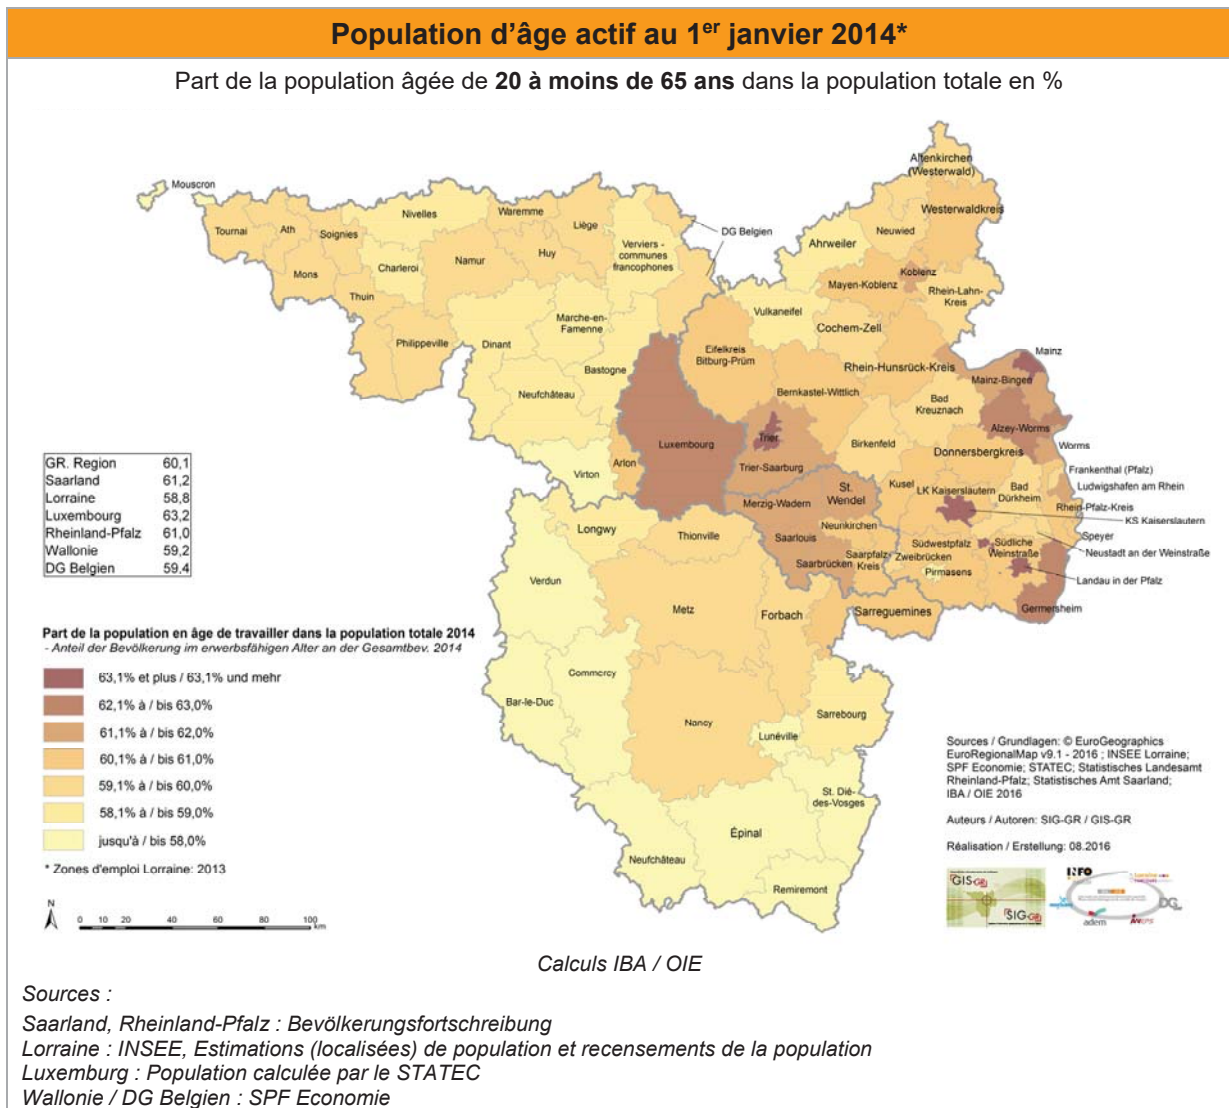 Population d’âge actif au 1er janvier 2014*
Part de la population âgée de 20 à moins de 65 ans dans la population totale en %
Altenkirchen
(Westerwald)
Mouscron
Westerwaldkreis
Nivelles
Waremme
Liège
Tournai
Ath
Soignies
DG Belgien
Neuwied
Ahrweiler
Verviers -
communes
francophones
Huy
Namur
Charleroi
Mons
Koblenz
Mayen-Koblenz
Rhein-Lahn-
Kreis
Thuin
Vulkaneifel
Marche-en-
Famenne
Cochem-Zell
Philippeville
Dinant
Eifelkreis
Bitburg-Prüm
Mainz
Rhein-Hunsrück-Kreis
Bastogne
Mainz-Bingen
Neufchâteau
Bernkastel-Wittlich
Bad
Kreuznach
Alzey-Worms
Luxembourg
Trier
Birkenfeld
Worms
Donnersbergkreis
Arlon
Trier-Saarburg
Frankenthal (Pfalz)
Virton
Kusel
LK Kaiserslautern
Bad
Dürkheim
Ludwigshafen am Rhein
St.
Wendel
Merzig-Wadern
Rhein-Pfalz-Kreis
KS Kaiserslautern
Longwy
Thionville
Neunkirchen
Saarlouis
Speyer
Südwestpfalz
Südliche
Weinstraße
Neustadt an der Weinstraße
Saarpfalz-
Kreis
Zweibrücken
Saarbrücken
Pirmasens
Landau in der Pfalz
Verdun
Metz
Forbach
Sarreguemines
Germersheim
Commercy
Bar-le-Duc
Nancy
Sarrebourg
Lunéville
St. Dié-
des-Vosges
Épinal
Neufchâteau
Remiremont
GR. Region 60,1
Saarland 61,2
Lorraine 58,8
Luxembourg 63,2
Rheinland-Pfalz 61,0
Wallonie 59,2
DG Belgien 59,4
Part de la population en âge de travailler dans la population totale 2014
- Anteil der Bevölkerung im erwerbsfähigen Alter an der Gesamtbev. 2014
63,1% et plus / 63,1% und mehr
62,1% à / bis 63,0%
61,1% à / bis 62,0%
60,1% à / bis 61,0%
59,1% à / bis 60,0%
58,1% à / bis 59,0%
jusqu'à / bis 58,0%
* Zones d'emploi Lorraine: 2013
N
0 10 20 40 60 80 100
km
Sources / Grundlagen: © EuroGeographics
EuroRegionalMap v9.1 - 2016 ; INSEE Lorraine;
SPF Economie; STATEC; Statistisches Landesamt
Rheinland-Pfalz; Statistisches Amt Saarland;
IBA / OIE 2016
Auteurs / Autoren: SIG-GR / GIS-GR
Réalisation / Erstellung: 08.2016
GIS-GR
SIG-GR
INFO
adem
DG
Calculs IBA / OIE
Sources :
Saarland, Rheinland-Pfalz : Bevölkerungsfortschreibung
Lorraine : INSEE, Estimations (localisées) de population et recensements de la population
Luxemburg : Population calculée par le STATEC
Wallonie / DG Belgien : SPF Economie